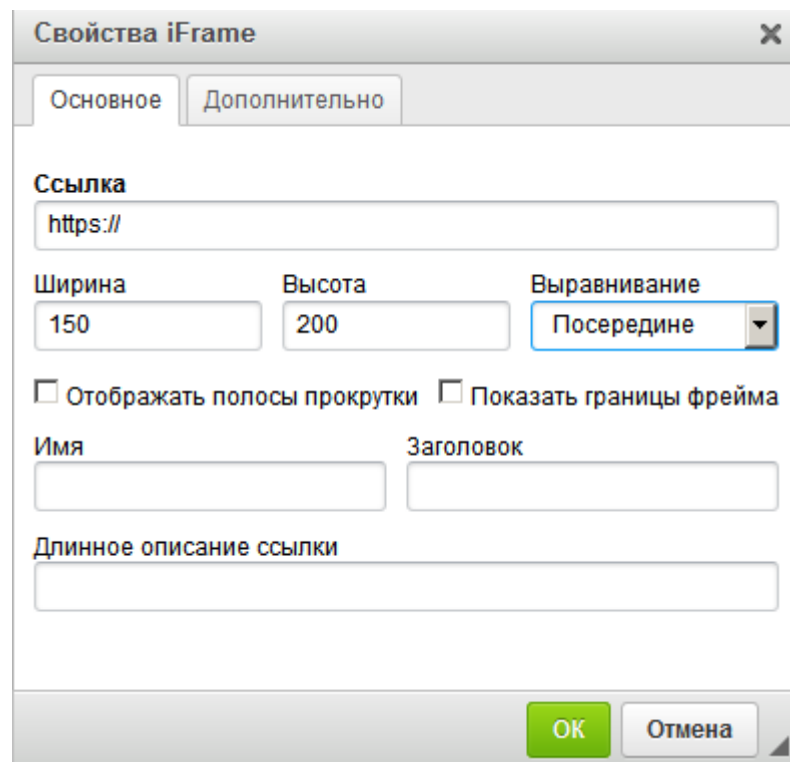 Свойства iFrame
Основное Дополнительно
Ссылка
https://
Ширина Высота Выравнивание
150 200 Посередине
Отображать полосы прокрутки Показать границы фрейма
Имя Заголовок
Длинное описание ссылки
ОК Отмена